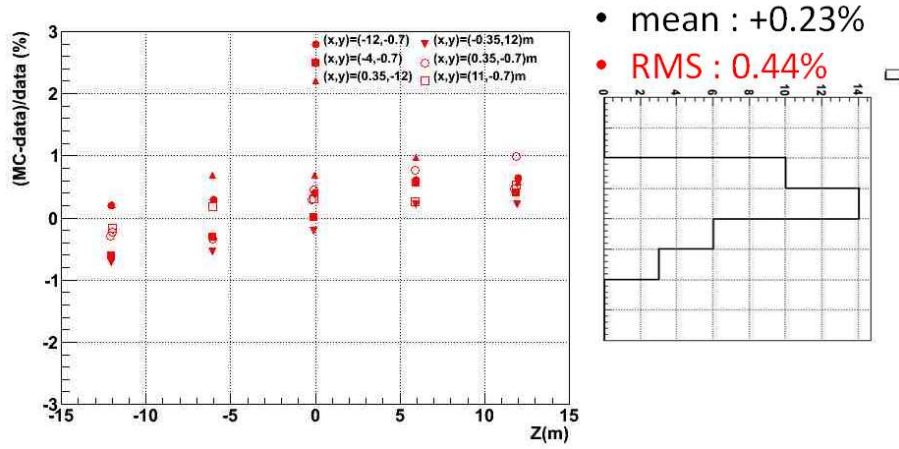 • mean : +0.23%
• RMS : 0.44%
(MC-data)/data (%)
3
2
1
0
-1
-2
-3
(x,y)=(-12,-0.7)
(x,y)=(-4,-0.7)
(x,y)=(0.35,-12)
(x,y)=(-0.35,12)m
(x,y)=(0.35,-0.7)m
(x,y)=(11,-0.7)m
-15 -10 -5 0 5 10 15
Z(m)
0 2 4 6 8 10 12 14